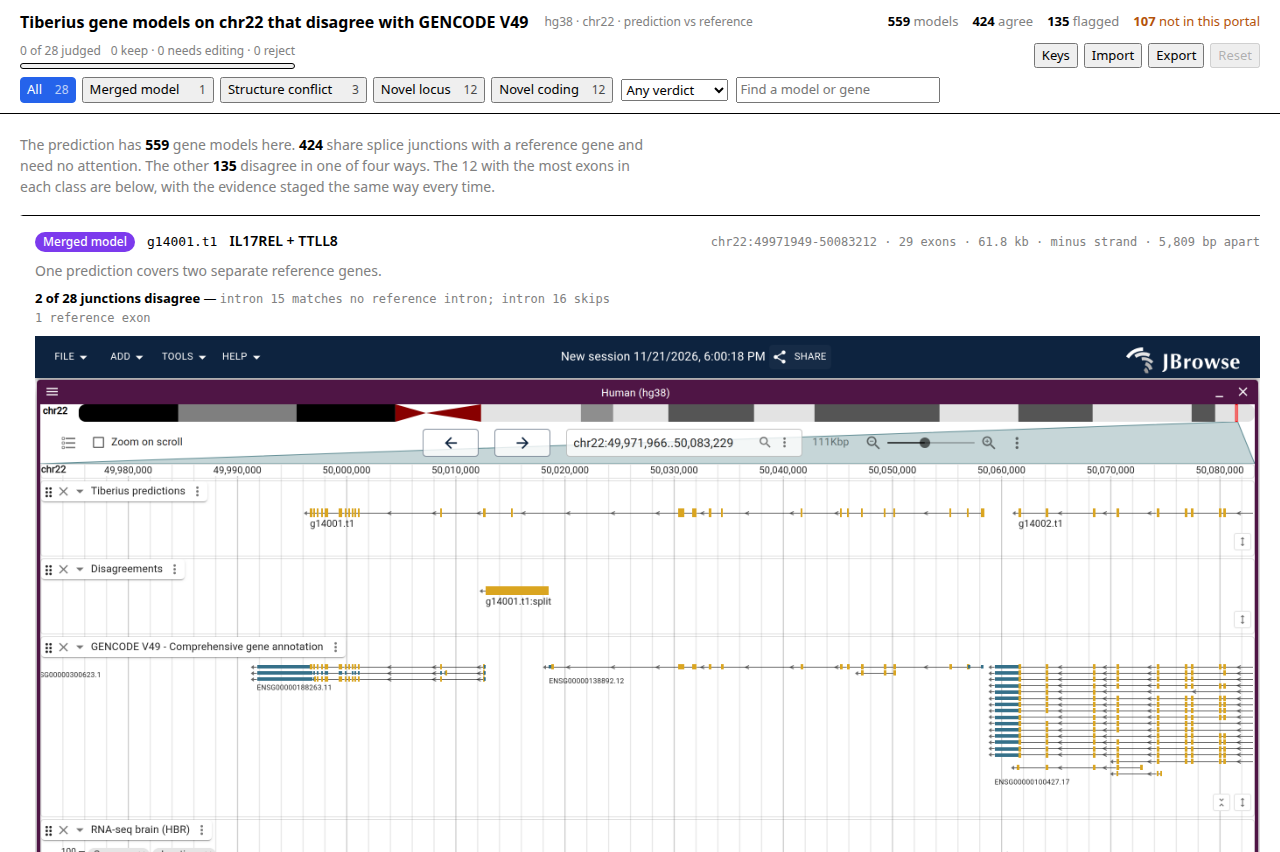 Tiberius gene models on chr22 that disagree with GENCODE V49 hg38 · chr22 · prediction vs reference 559 models 424 agree 135 flagged 107 not in this portal
0 of 28 judged 0 keep · 0 needs editing · 0 reject
Keys Import Export Reset
All 28 Merged model 1 Structure conflict 3 Novel locus 12 Novel coding 12 Any verdict Find a model or gene
The prediction has 559 gene models here. 424 share splice junctions with a reference gene and
need no attention. The other 135 disagree in one of four ways. The 12 with the most exons in
each class are below, with the evidence staged the same way every time.
Merged model g14001.t1 IL17REL + TTLL8 chr22:49971949-50083212 · 29 exons · 61.8 kb · minus strand · 5,809 bp apart
One prediction covers two separate reference genes.
2 of 28 junctions disagree — intron 15 matches no reference intron; intron 16 skips
1 reference exon
FILE ADD TOOLS HELP New session 11/21/2026, 6:00:18 PM SHARE JBrowse
Human (hg38)
chr22
Zoom on scroll chr22:49,971,966..50,083,229 111Kbp
chr22 49,980,000 49,990,000 50,000,000 50,010,000 50,020,000 50,030,000 50,040,000 50,050,000 50,060,000 50,070,000 50,080,000
Tiberius predictions
g14001.t1 g14002.t1
Disagreements
g14001.t1:split
GENCODE V49 - Comprehensive gene annotation
SG00000300623.1 ENSG00000188263.11 ENSG00000138892.12
ENSG00000100427.17
RNA-seq brain (HBR)
100